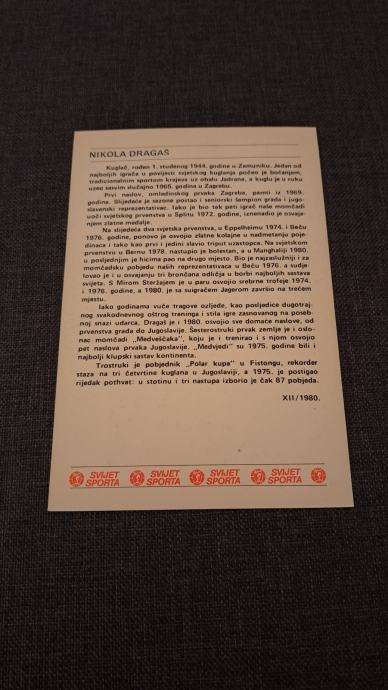 NIKOLA DRAGAŠ
Kuglač, rođen 1. studenog 1944. godine u Zemuniku. Jedan od
najboljih igrača u povijesti svjetskog kuglanja počeo je boćanjem,
tradicionalnim sportom krajeva uz obalu Jadrana, a kuglu je u ruku
uzeo sasvim slučajno 1965. godine u Zagrebu.
Prvi naslov, omladinskog prvaka Zagreba, pamti iz 1969.
godine. Slijedeće je sezone postao i seniorski šampion grada i jugo-
slavenski reprezentativac. Iako je bio tek peti igrač naše momčadi
uoči svjetskog prvenstva u Splitu 1972. godine, iznenadio je osvaja-
njem zlatne medalje.
Na slijedeća dva svjetska prvenstva, u Eppelheimu 1974. i Beču
1976. godine, ponovo je osvojio zlatne kolajne u nadmetanju poje-
dinaca i tako kao prvi i jedini slavio triput uzastopce. Na svjetskom
prvenstvu u Bernu 1978. nastupio je bolestan, a u Manghaliji 1980.
u posljednjim je hicima pao na drugo mjesto. Bio je najzaslužniji i za
momčadsku pobjedu naših reprezentativaca u Beču 1976. a sudje-
lovao je i u osvajanju tri brončana odličja u borbi najboljih sastava
svijeta. S Mirom Steržajem je u paru osvojio srebrne trofeje 1974.
i 1976. godine, a 1980. je sa sugračem Jagerom završio na trećem
mjestu.
Iako godinama vuče tragove ozljede, kao posljedice dugotraj-
nog svakodnevnog oštrog treninga i stila igre zasnovanog na poseb-
noj snazi udarca, Dragaš je i 1980. osvojio sve domaće naslove, od
prvenstva grada do Jugoslavije. Šesterostruki prvak zemlje je i oslo-
nac momčadi „Medveščaka", koju je i trenirao i s njom osvojio
pet naslova prvaka Jugoslavije. „Medvjedi" su 1975. godine bili i
najbolji klupski sastav kontinenta.
Trostruki je pobjednik „Polar kupa" u Fistongu, rekorder
staza na tri četvrtine kuglana u Jugoslaviji, a 1975. je postigao
rijedak pothvat: u stotinu i tri nastupa izborio je čak 87 pobjeda.
XII/1980.
SVIJET SPORTA SVIJET SPORTA SVIJET SPORTA SVIJET SPORTA